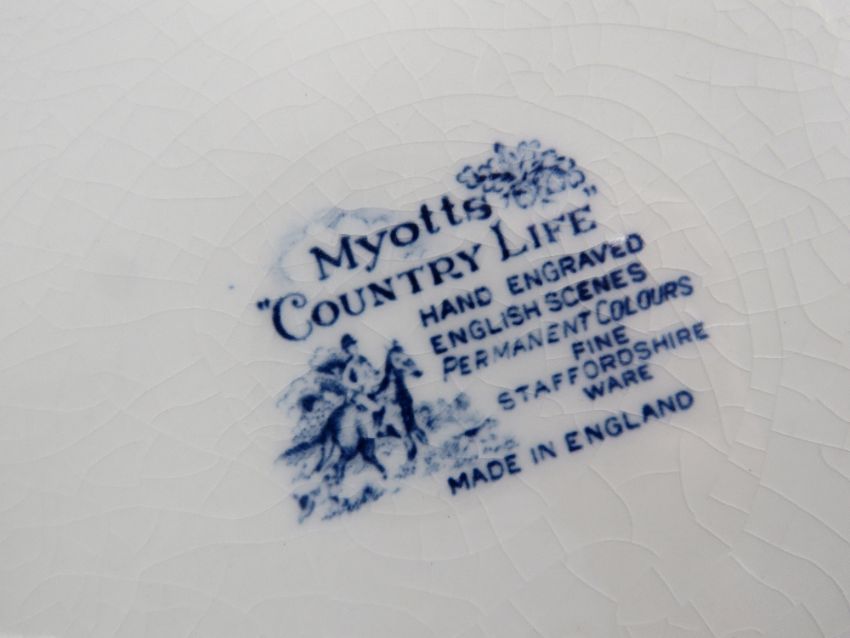 Myotts
"COUNTRY LIFE"
HAND ENGRAVED
ENGLISH SCENES
PERMANENT COLOURS
FINE
STAFFORDSHIRE
WARE
MADE IN ENGLAND